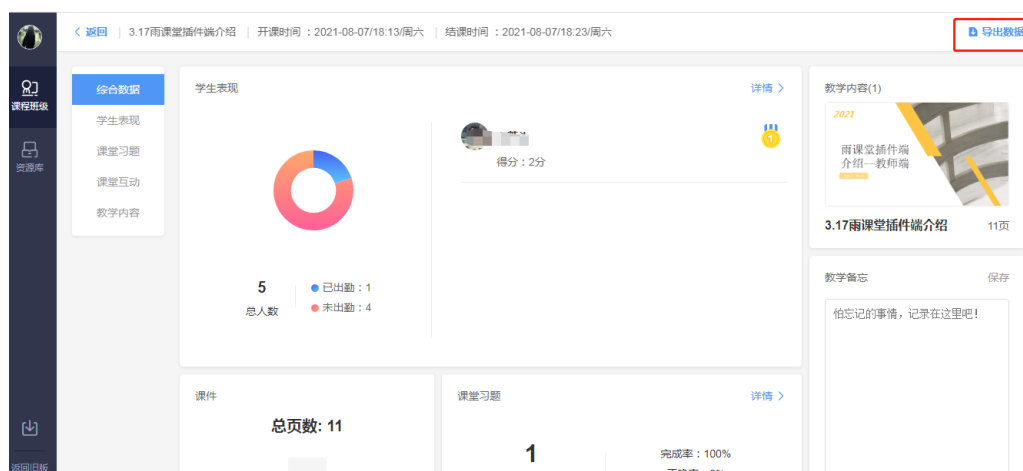 返回 3.17雨课堂插件端介绍 开课时间 ：2021-08-07/18:13/周六 结课时间 ：2021-08-07/18:23/周六
导出数据
课程班级
资源库
返回旧版
综合数据
学生表现
课堂习题
课堂互动
教学内容
学生表现
详情
得分：2分
1
5
总人数
已出勤：1
未出勤：4
课件
总页数: 11
课堂习题
详情
1
完成率：100%
教学内容(1)
2021
雨课堂插件端
介绍—教师端
3.17雨课堂插件端介绍
11页
教学备忘
保存
怕忘记的事情，记录在这里吧！